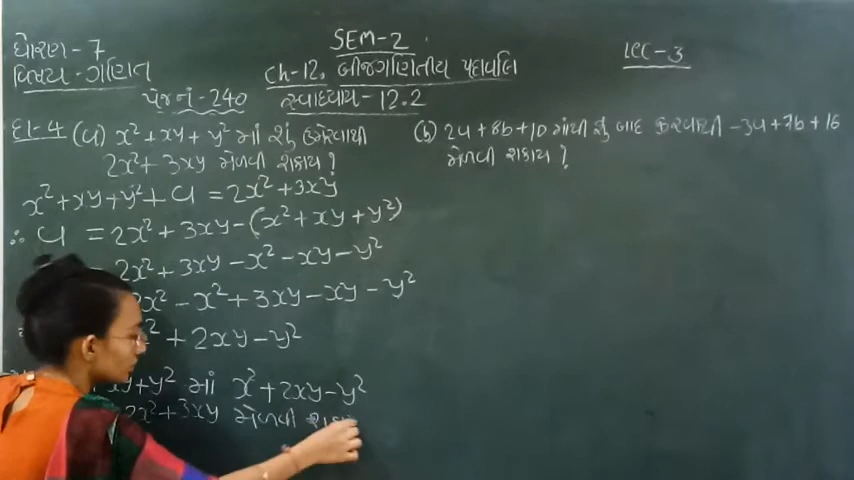 ધોરણ - 7
વિષય - ગણિત
SEM-2
Ch-12. બીજગણિતીય પદાવલિ
સ્વાધ્યાય - 12.2
Lec-3
પેજ નં - 240
દા-4 (a) x² + xy + y² માં શું ઉમેરવાથી
2x² + 3xy મેળવી શકાય ?
x² + xy + y² + a = 2x² + 3xy
∴ a = 2x² + 3xy - (x² + xy + y²)
2x² + 3xy - x² - xy - y²
2x² - x² + 3xy - xy - y²
² + 2xy - y²
xy + y² માં x² + 2xy - y²
2x² + 3xy મેળવી
(b) 2a + 8b + 10 માંથી શું બાદ કરવાથી - 3a + 7b + 16
મેળવી શકાય ?